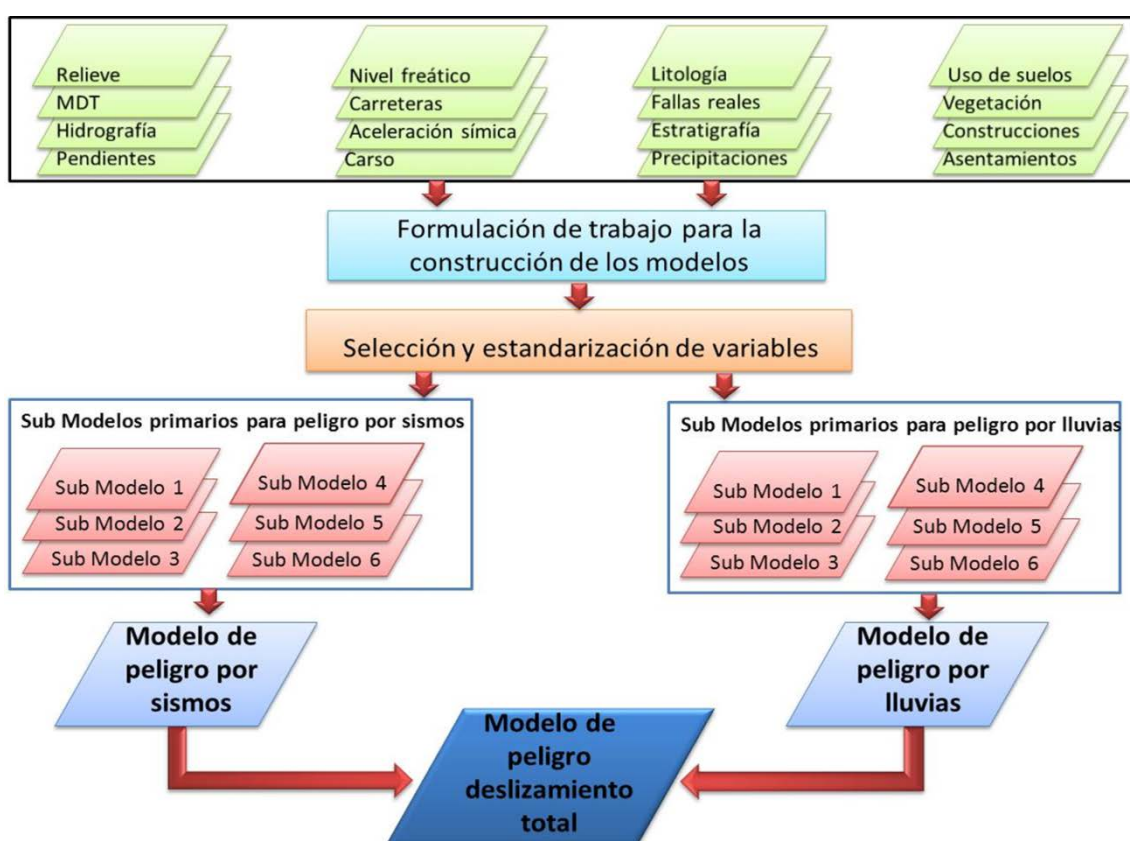 Relieve
MDT
Hidrografía
Pendientes
Nivel freático
Carreteras
Aceleración símica
Carso
Litología
Fallas reales
Estratigrafía
Precipitaciones
Uso de suelos
Vegetación
Construcciones
Asentamientos
Formulación de trabajo para la
construcción de los modelos
Selección y estandarización de variables
Sub Modelos primarios para peligro por sismos
Sub Modelo 1
Sub Modelo 2
Sub Modelo 3
Sub Modelo 4
Sub Modelo 5
Sub Modelo 6
Sub Modelos primarios para peligro por lluvias
Sub Modelo 1
Sub Modelo 2
Sub Modelo 3
Sub Modelo 4
Sub Modelo 5
Sub Modelo 6
Modelo de
peligro por
sismos
Modelo de
peligro por
lluvias
Modelo de
peligro
deslizamiento
total